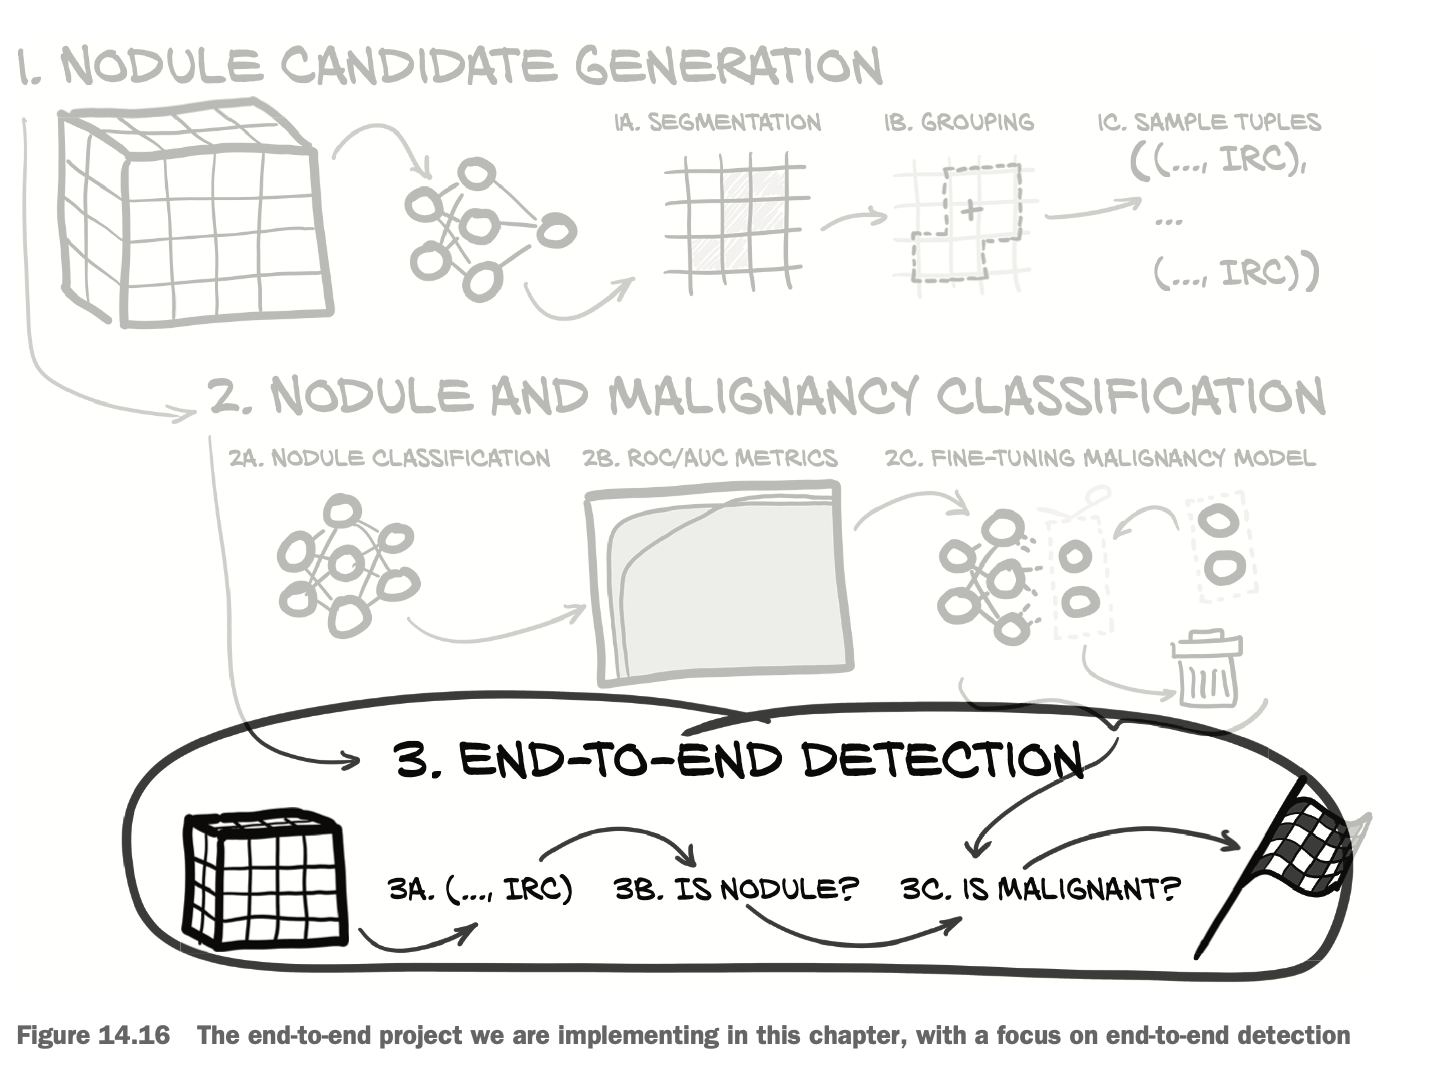 1. NODULE CANDIDATE GENERATION
1A. SEGMENTATION
1B. GROUPING
1C. SAMPLE TUPLES
((..., IRC),
...
(..., IRC))
2. NODULE AND MALIGNANCY CLASSIFICATION
2A. NODULE CLASSIFICATION
2B. ROC/AUC METRICS
2C. FINE-TUNING MALIGNANCY MODEL
3. END-TO-END DETECTION
3A. (..., IRC)
3B. IS NODULE?
3C. IS MALIGNANT?
Figure 14.16 The end-to-end project we are implementing in this chapter, with a focus on end-to-end detection